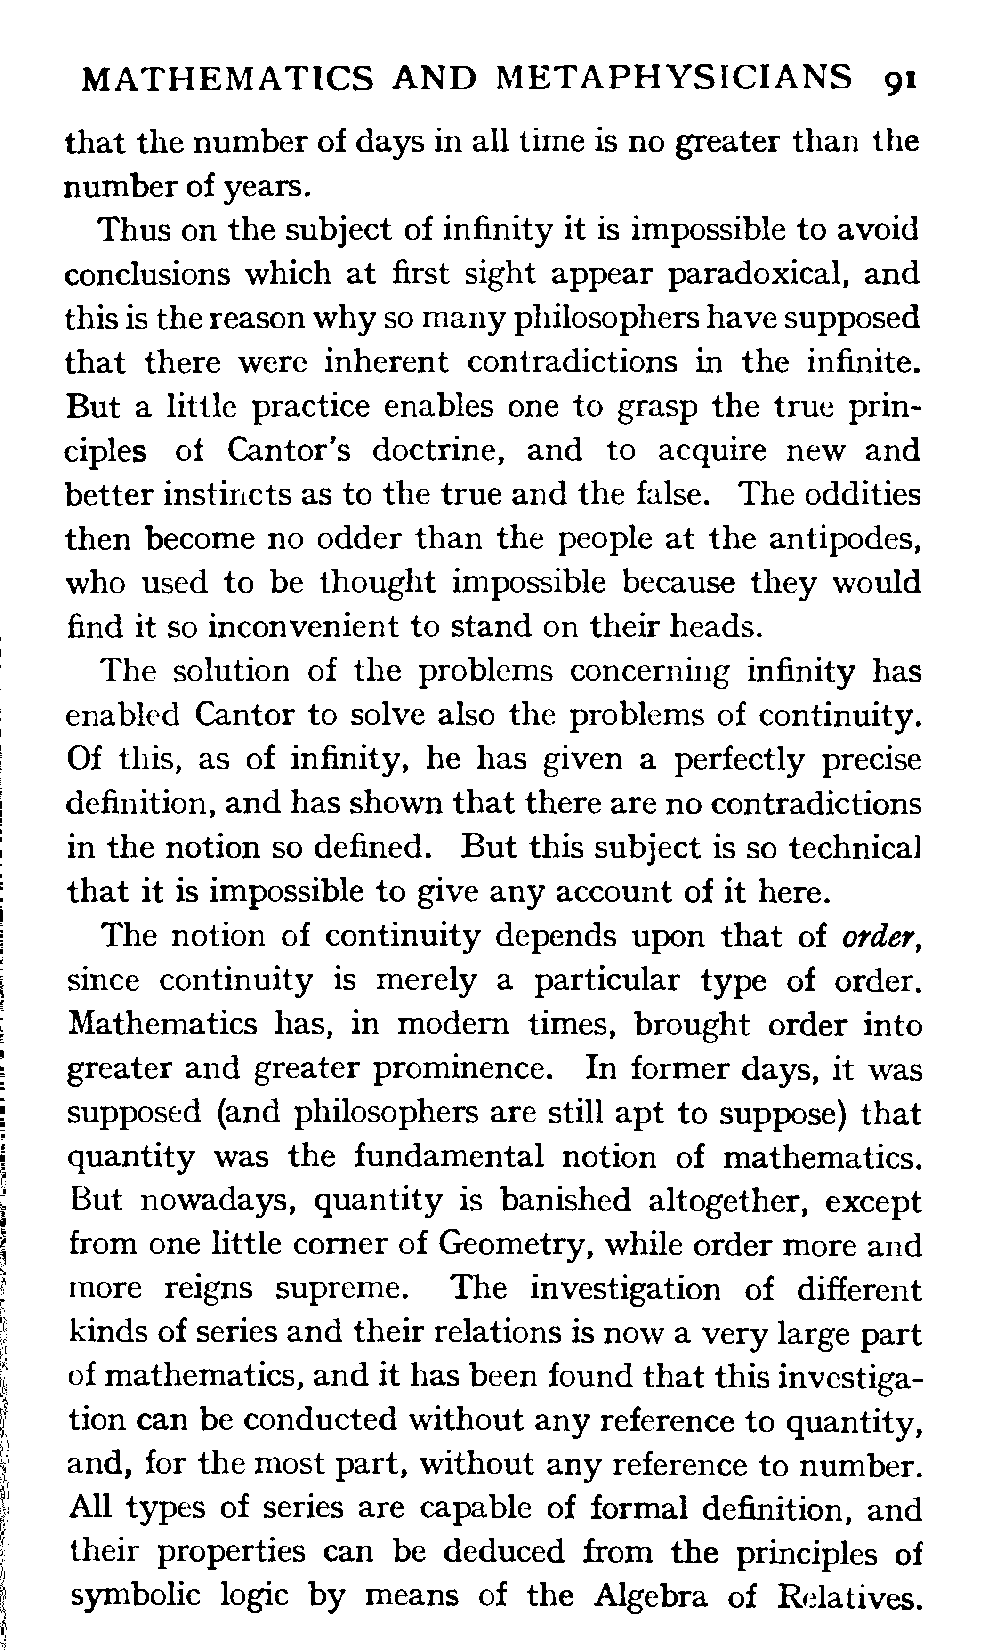 MATHEMATICS AND METAPHYSICIANS 91
that the number of days in all time is no greater than the
number of years.
Thus on the subject of infinity it is impossible to avoid
conclusions which at first sight appear paradoxical, and
this is the reason why so many philosophers have supposed
that there were inherent contradictions in the infinite.
But a little practice enables one to grasp the true prin-
ciples of Cantor's doctrine, and to acquire new and
better instincts as to the true and the false. The oddities
then become no odder than the people at the antipodes,
who used to be thought impossible because they would
find it so inconvenient to stand on their heads.
The solution of the problems concerning infinity has
enabled Cantor to solve also the problems of continuity.
Of this, as of infinity, he has given a perfectly precise
definition, and has shown that there are no contradictions
in the notion so defined. But this subject is so technical
that it is impossible to give any account of it here.
The notion of continuity depends upon that of order,
since continuity is merely a particular type of order.
Mathematics has, in modern times, brought order into
greater and greater prominence. In former days, it was
supposed (and philosophers are still apt to suppose) that
quantity was the fundamental notion of mathematics.
But nowadays, quantity is banished altogether, except
from one little corner of Geometry, while order more and
more reigns supreme. The investigation of different
kinds of series and their relations is now a very large part
of mathematics, and it has been found that this investiga-
tion can be conducted without any reference to quantity,
and, for the most part, without any reference to number.
All types of series are capable of formal definition, and
their properties can be deduced from the principles of
symbolic logic by means of the Algebra of Relatives.